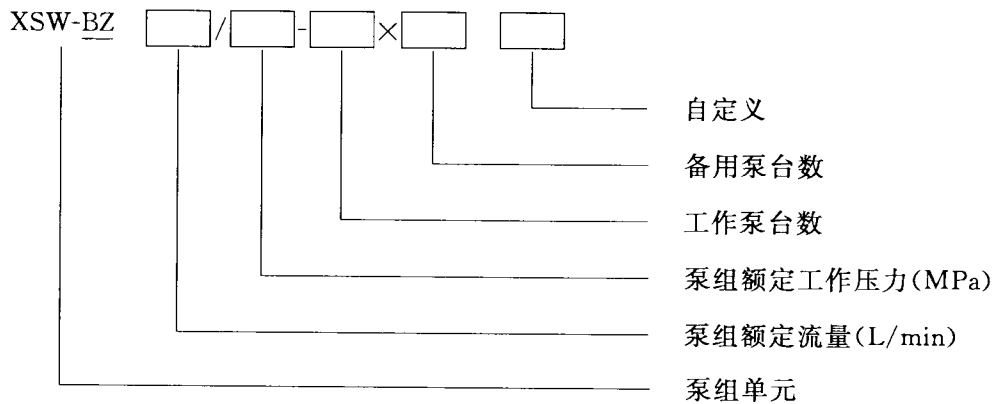 XSW-BZ □/□-□×□ □
自定义
备用泵台数
工作泵台数
泵组额定工作压力(MPa)
泵组额定流量(L/min)
泵组单元